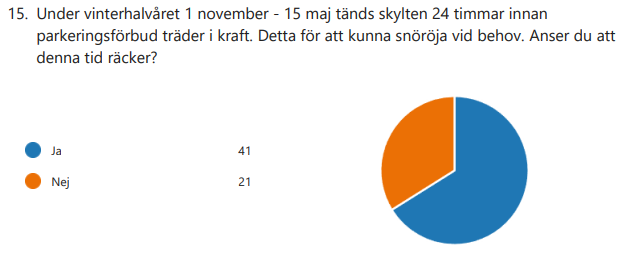 15. Under vinterhalvåret 1 november - 15 maj tänds skylten 24 timmar innan
parkeringsförbud träder i kraft. Detta för att kunna snöröja vid behov. Anser du att
denna tid räcker?
Ja 41
Nej 21